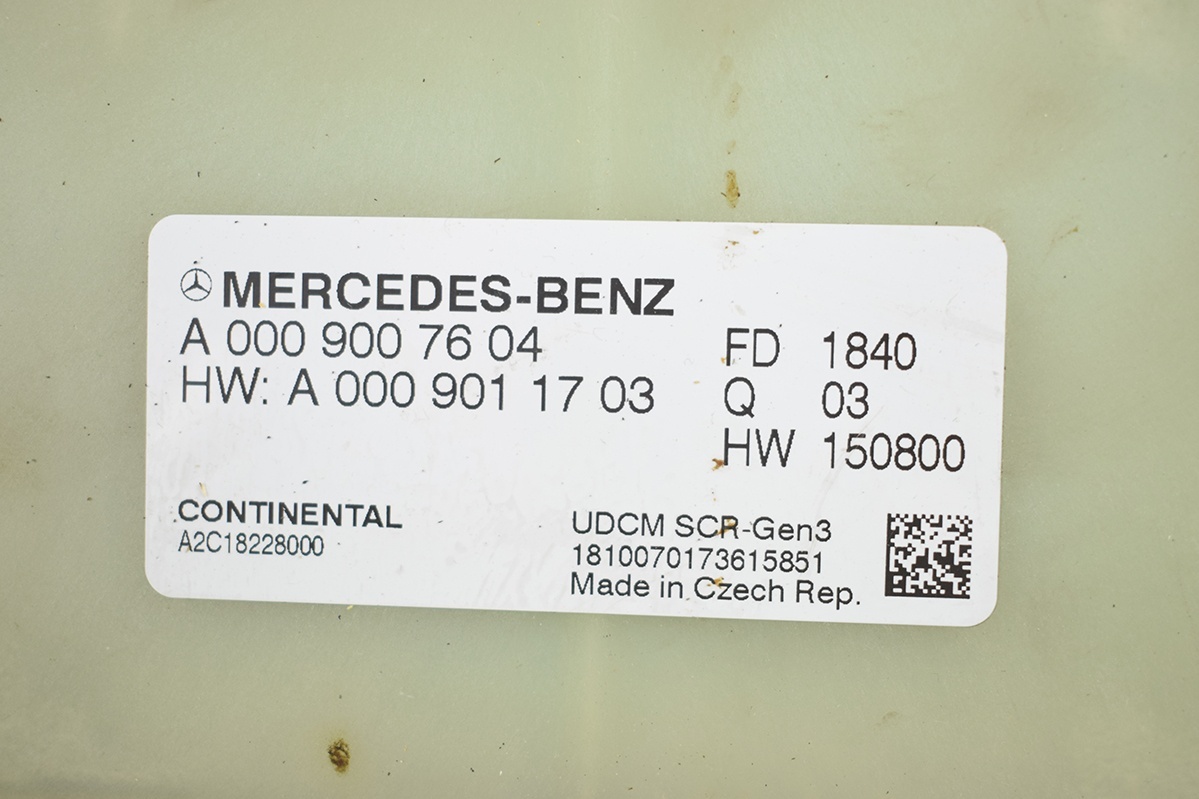 MERCEDES-BENZ
A 000 900 76 04
HW: A 000 901 17 03
FD 1840
Q 03
HW 150800
CONTINENTAL
A2C18228000
UDCM SCR-Gen3
1810070173615851
Made in Czech Rep.